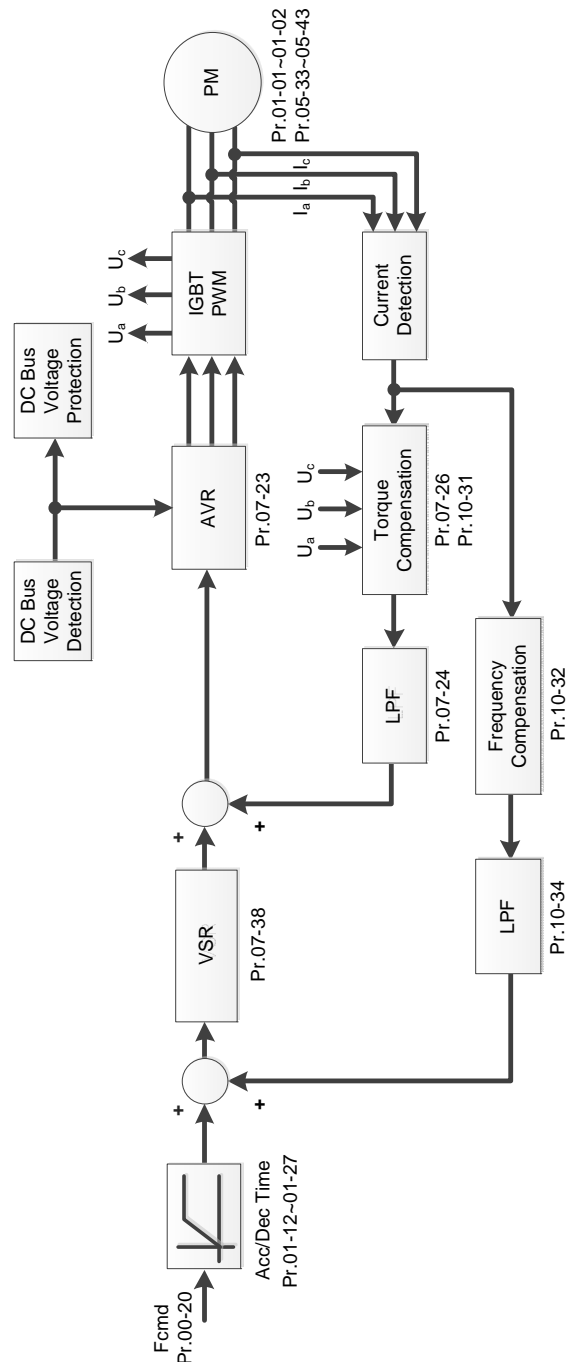 Fcmd
Pr.00-20
Acc/Dec Time
Pr.01-12~01-27
+
+
VSR
Pr.07-38
+
+
DC Bus
Voltage
Detection
DC Bus
Voltage
Protection
AVR
Pr.07-23
Ua
Ub
Uc
IGBT
PWM
PM
Pr.01-01~01-02
Pr.05-33~05-43
Ia
Ib
Ic
Current
Detection
Ua
Ub
Uc
Torque
Compensation
Pr.07-26
Pr.10-31
LPF
Pr.07-24
Frequency
Compensation
Pr.10-32
LPF
Pr.10-34